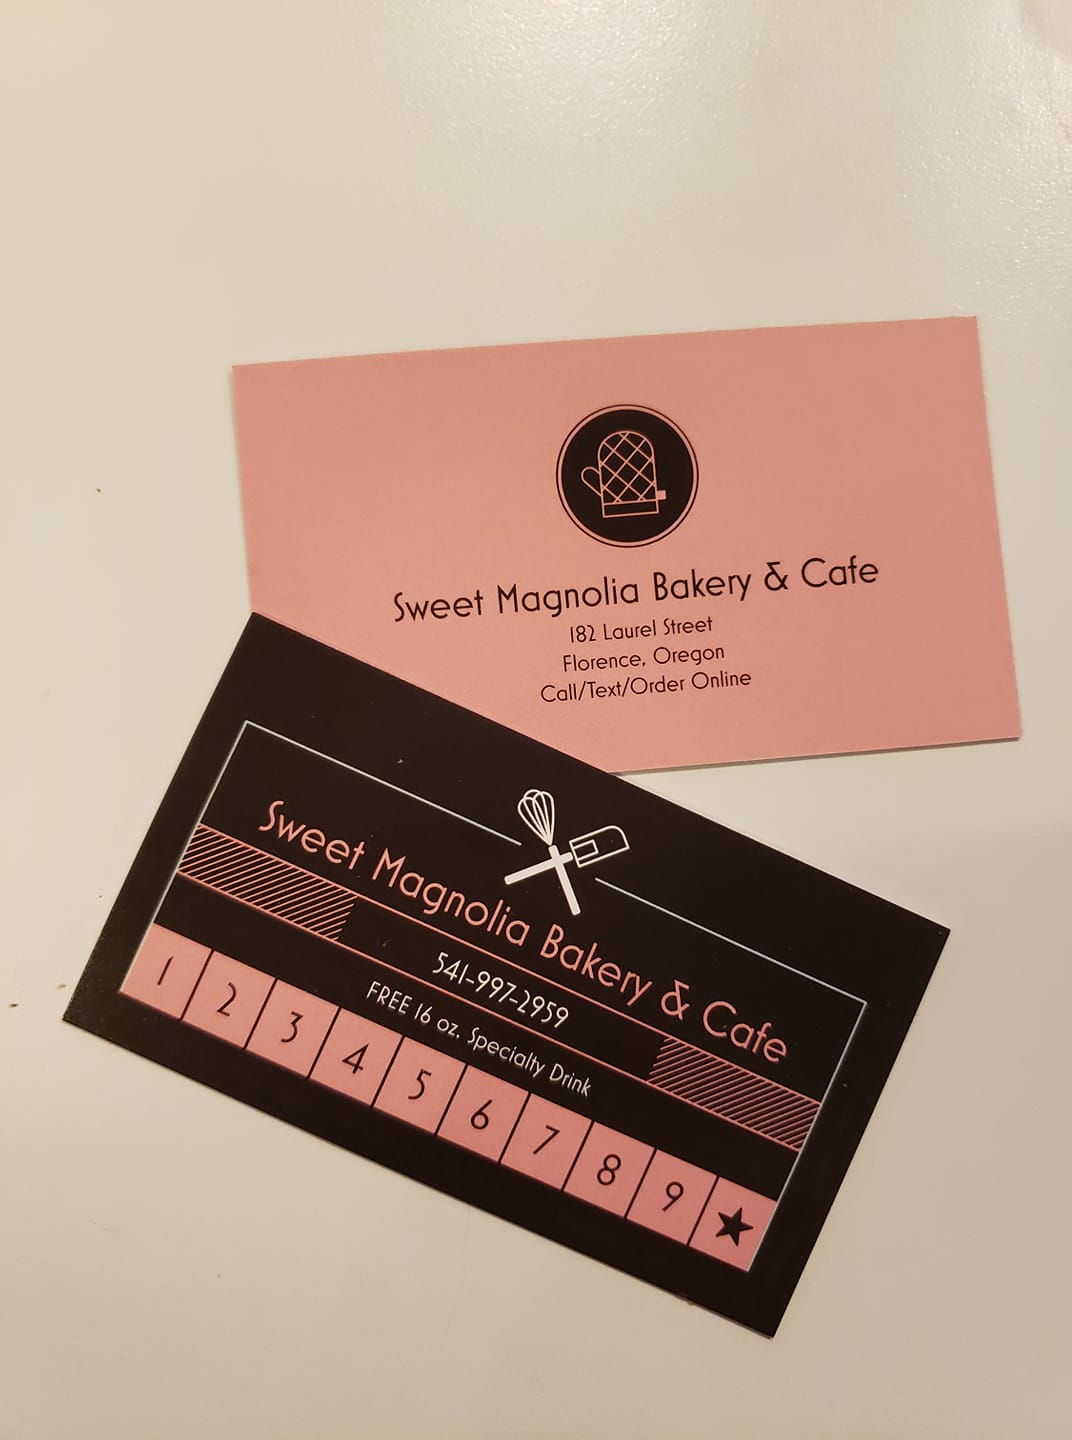 Sweet Magnolia Bakery & Cafe
182 Laurel Street
Florence, Oregon
Call/Text/Order Online
Sweet Magnolia Bakery & Cafe
541-997-2959
FREE 16 oz. Specialty Drink
1 2 3 4 5 6 7 8 9 ★